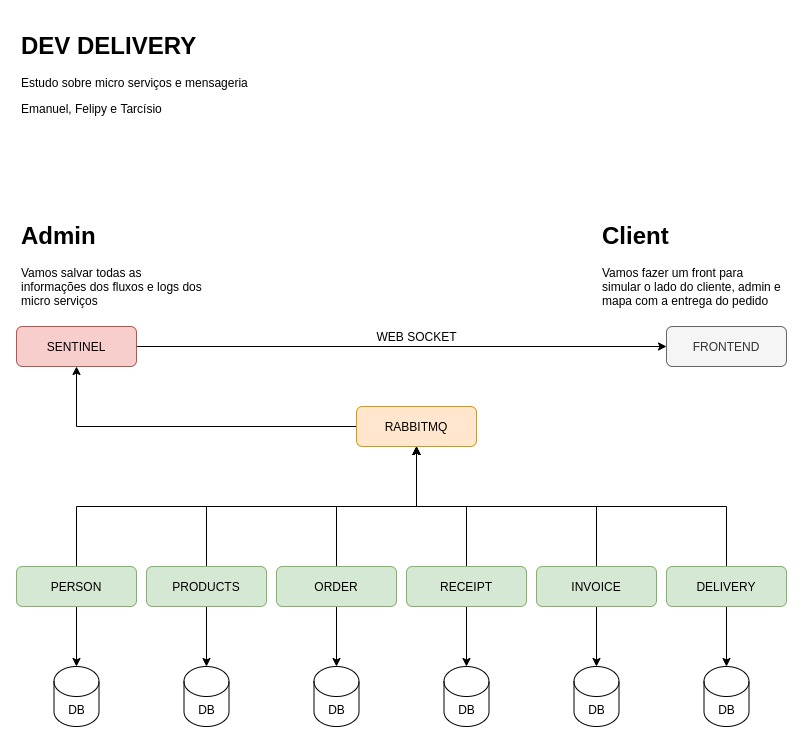 DEV DELIVERY
Estudo sobre micro serviços e mensageria
Emanuel, Felipy e Tarcísio
Admin
Vamos salvar todas as
informações dos fluxos e logs dos
micro serviços
Client
Vamos fazer um front para
simular o lado do cliente, admin e
mapa com a entrega do pedido
SENTINEL
WEB SOCKET
FRONTEND
RABBITMQ
PERSON
PRODUCTS
ORDER
RECEIPT
INVOICE
DELIVERY
DB
DB
DB
DB
DB
DB